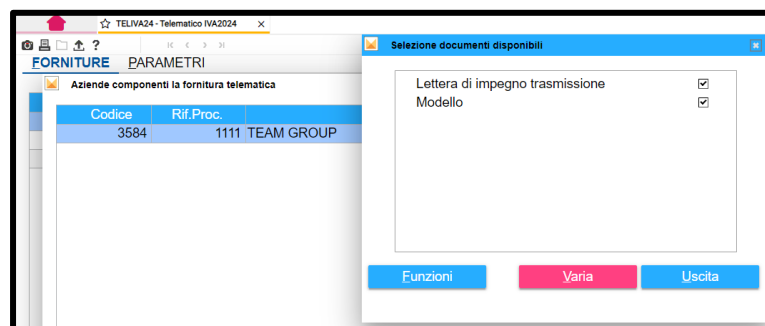 TELIVA24 - Telematico IVA2024
FORNITURE PARAMETRI
Aziende componenti la fornitura telematica
Codice Rif.Proc.
3584 1111 TEAM GROUP
Selezione documenti disponibili
Lettera di impegno trasmissione
Modello
Funzioni Varia Uscita